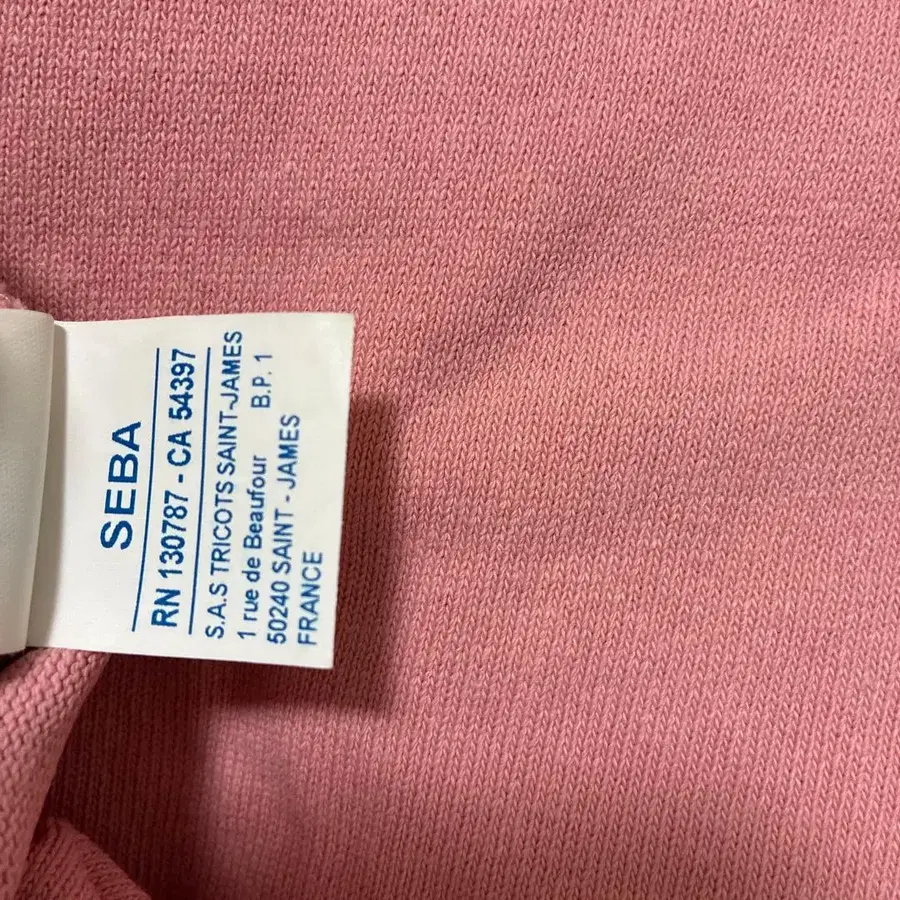 SEBA
RN 130787 - CA 54397
S.A.S TRICOTS SAINT-JAMES
1 rue de Beaufour B.P. 1
50240 SAINT - JAMES
FRANCE